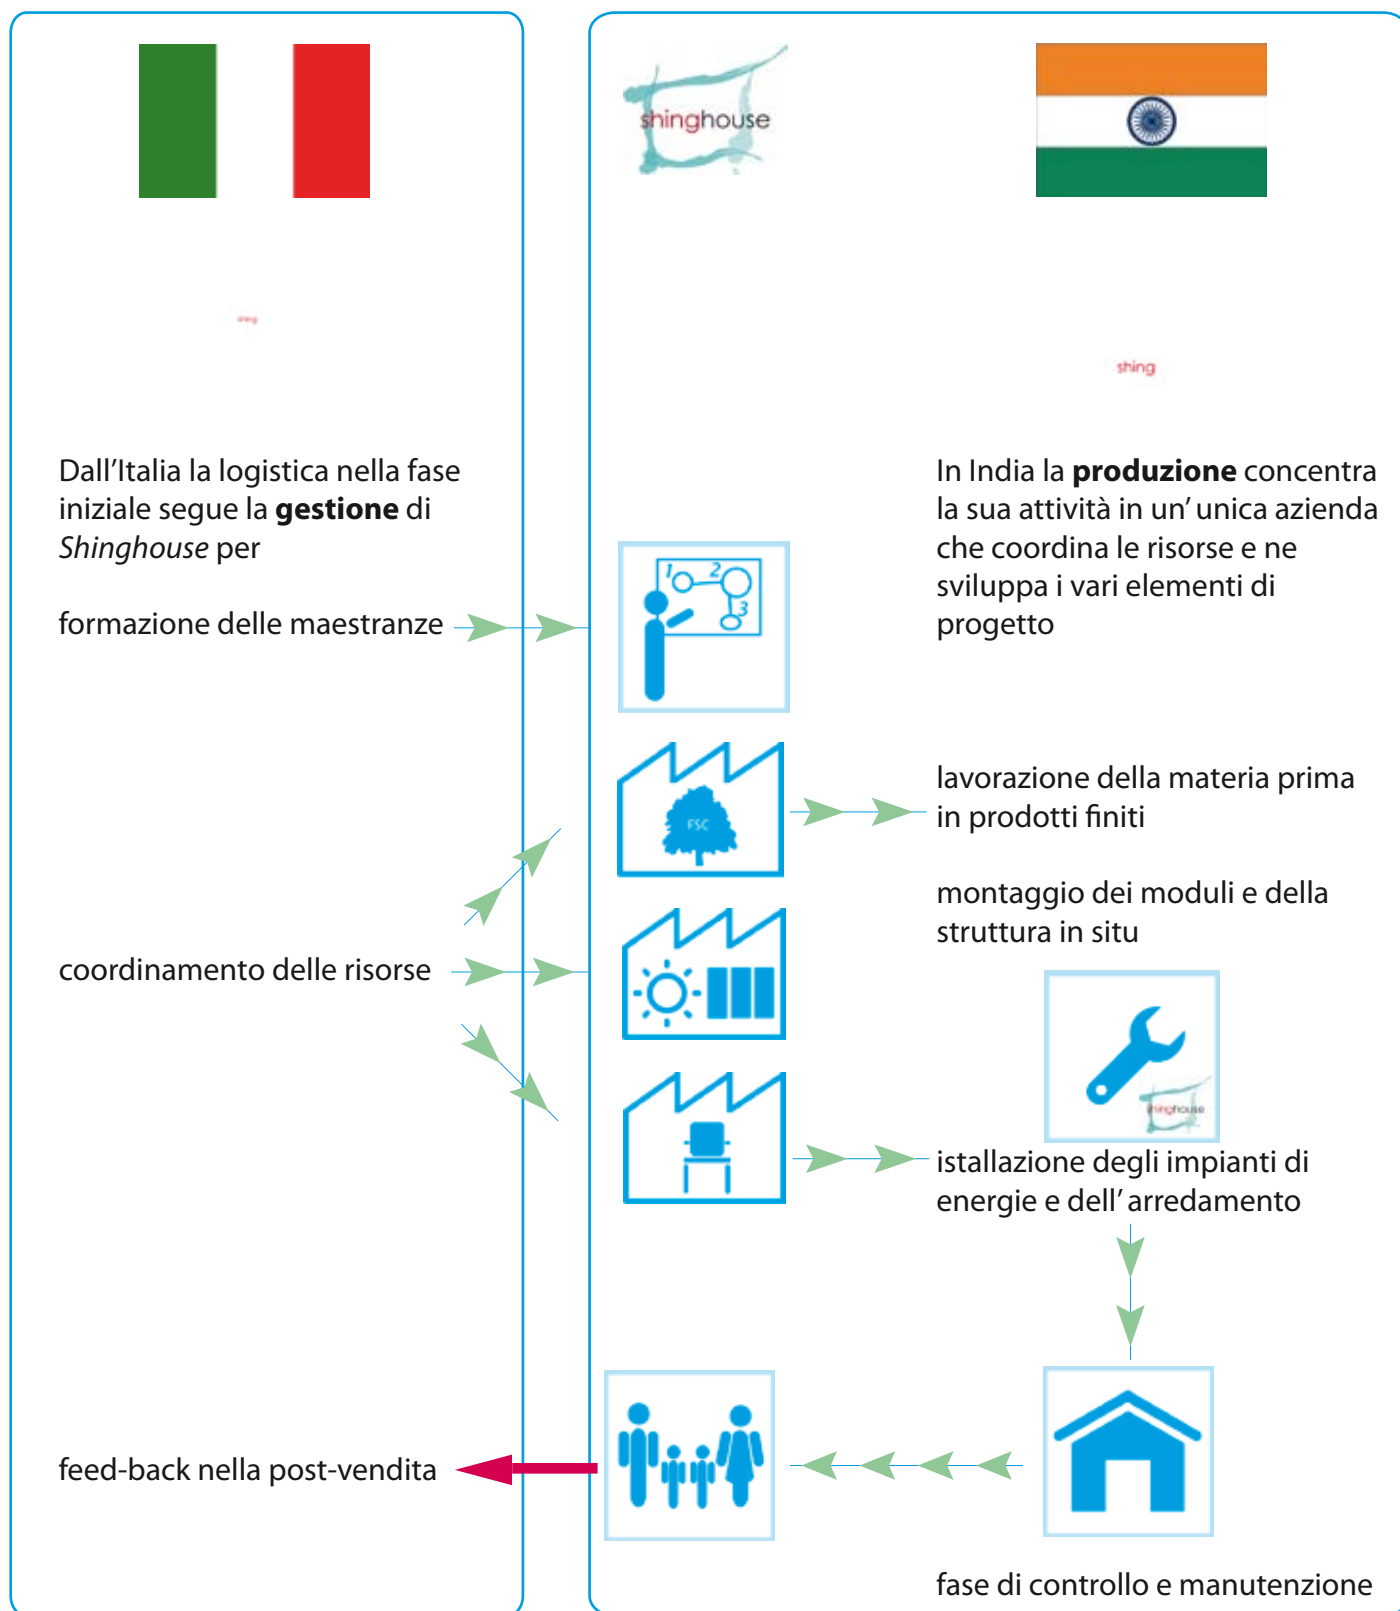 shinghouse
shing
shing
Dall’Italia la logistica nella fase
iniziale segue la gestione di
Shinghouse per
formazione delle maestranze
coordinamento delle risorse
feed-back nella post-vendita
1
2
3
FSC
In India la produzione concentra
la sua attività in un’ unica azienda
che coordina le risorse e ne
sviluppa i vari elementi di
progetto
lavorazione della materia prima
in prodotti finiti
montaggio dei moduli e della
struttura in situ
shinghouse
istallazione degli impianti di
energie e dell’ arredamento
fase di controllo e manutenzione